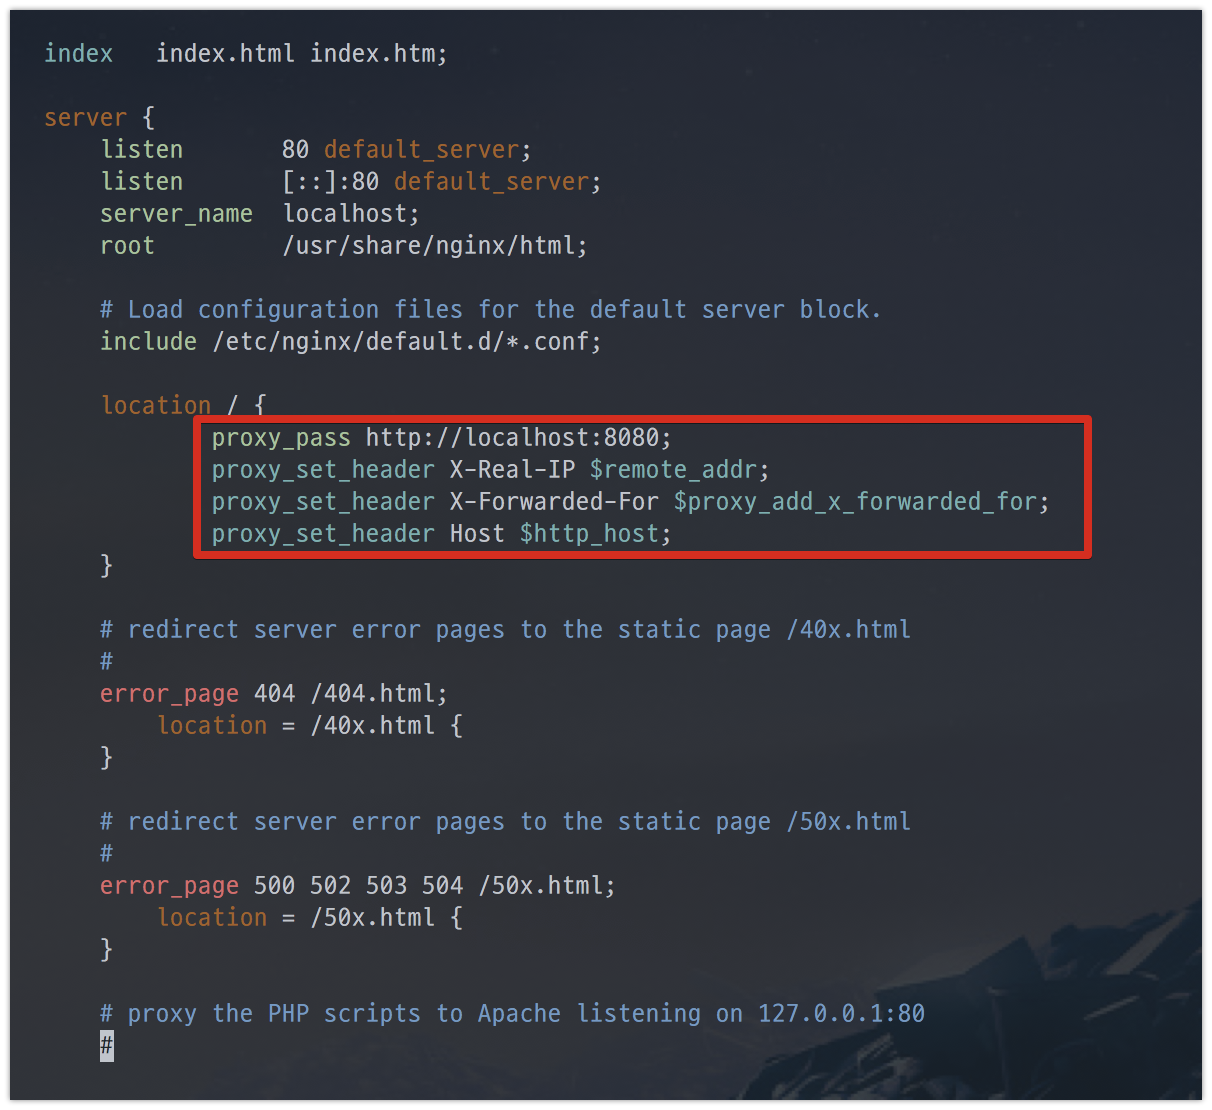 index   index.html index.htm;
server {
listen       80 default_server;
listen       [::]:80 default_server;
server_name  localhost;
root         /usr/share/nginx/html;
# Load configuration files for the default server block.
include /etc/nginx/default.d/*.conf;
location / {
proxy_pass http://localhost:8080;
proxy_set_header X-Real-IP $remote_addr;
proxy_set_header X-Forwarded-For $proxy_add_x_forwarded_for;
proxy_set_header Host $http_host;
}
# redirect server error pages to the static page /40x.html
#
error_page 404 /404.html;
location = /40x.html {
}
# redirect server error pages to the static page /50x.html
#
error_page 500 502 503 504 /50x.html;
location = /50x.html {
}
# proxy the PHP scripts to Apache listening on 127.0.0.1:80
#